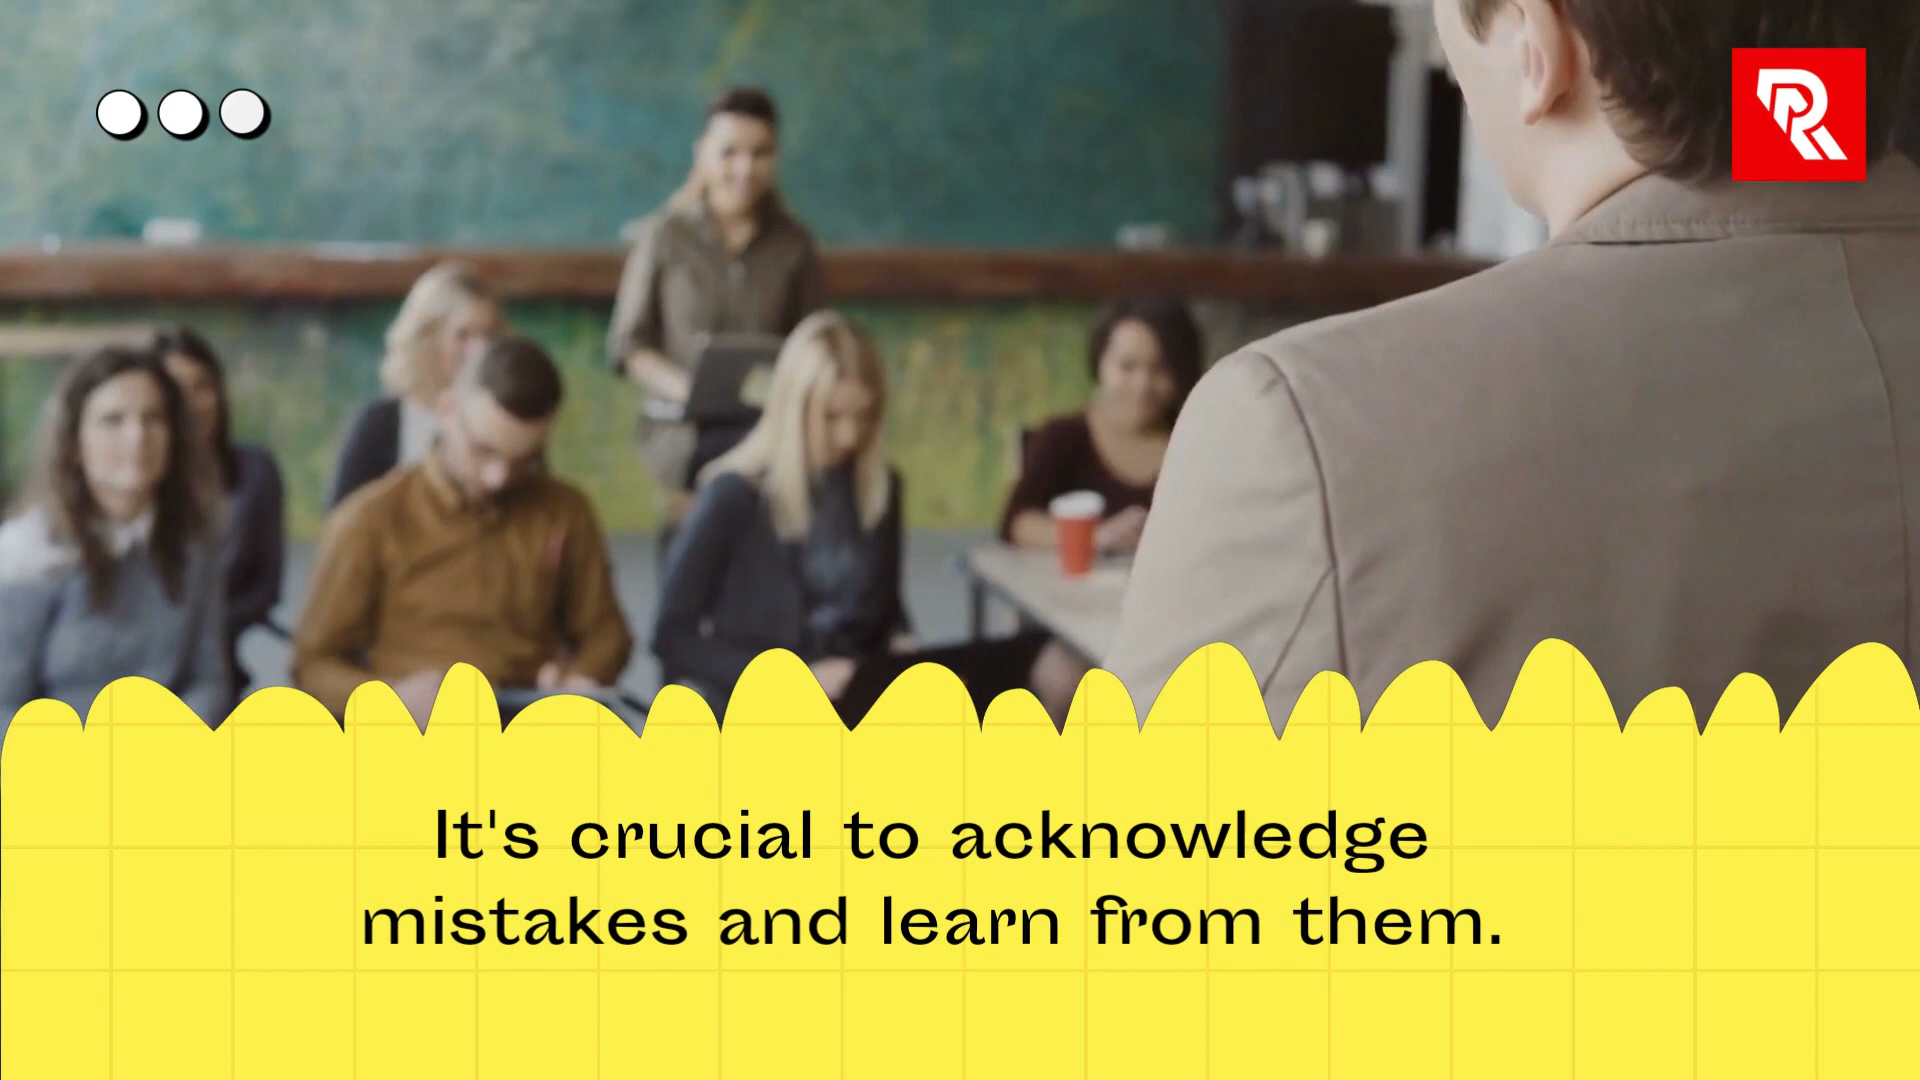 It's crucial to acknowledge
mistakes and learn from them.